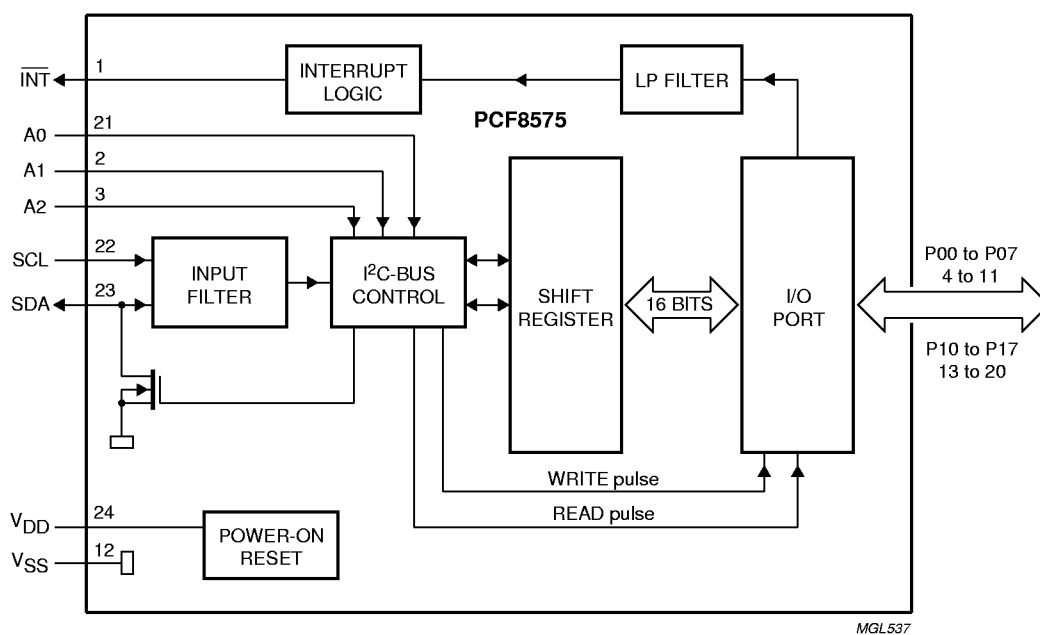 INT 1
INTERRUPT
LOGIC
LP FILTER
PCF8575
A0 21
A1 2
A2 3
SCL 22
SDA 23
INPUT
FILTER
I²C-BUS
CONTROL
SHIFT
REGISTER
16 BITS
I/O
PORT
P00 to P07
4 to 11
P10 to P17
13 to 20
WRITE pulse
READ pulse
VDD 24
VSS 12
POWER-ON
RESET
MGL537